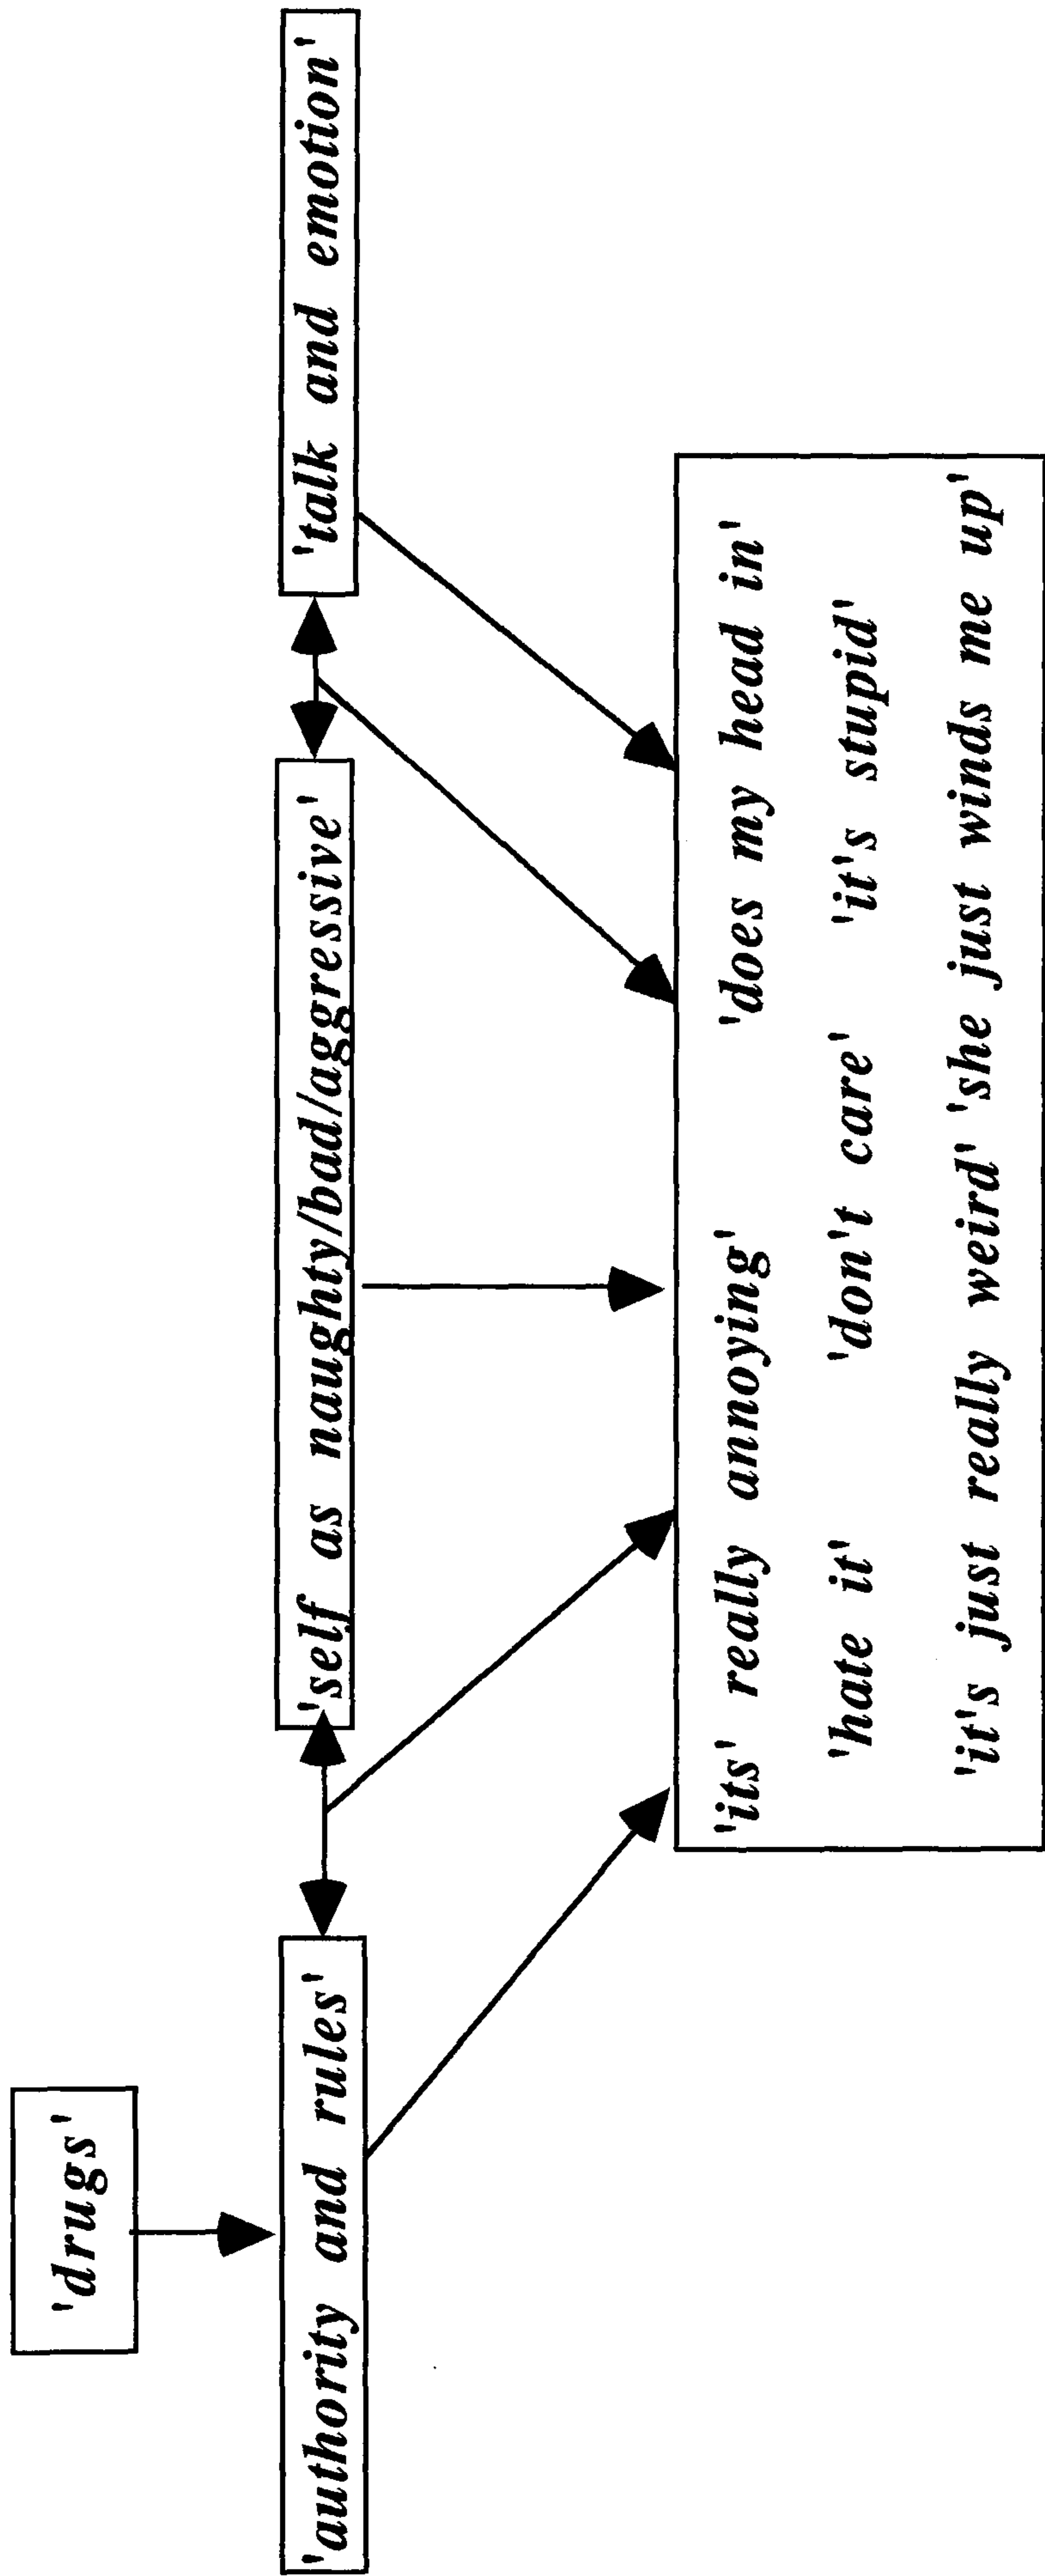 'drugs'
'authority and rules'
'self as naughty/bad/aggressive'
'talk and emotion'
'its' really annoying' 'does my head in'
'hate it' 'don't care' 'it's stupid'
'it's just really weird' 'she just winds me up'